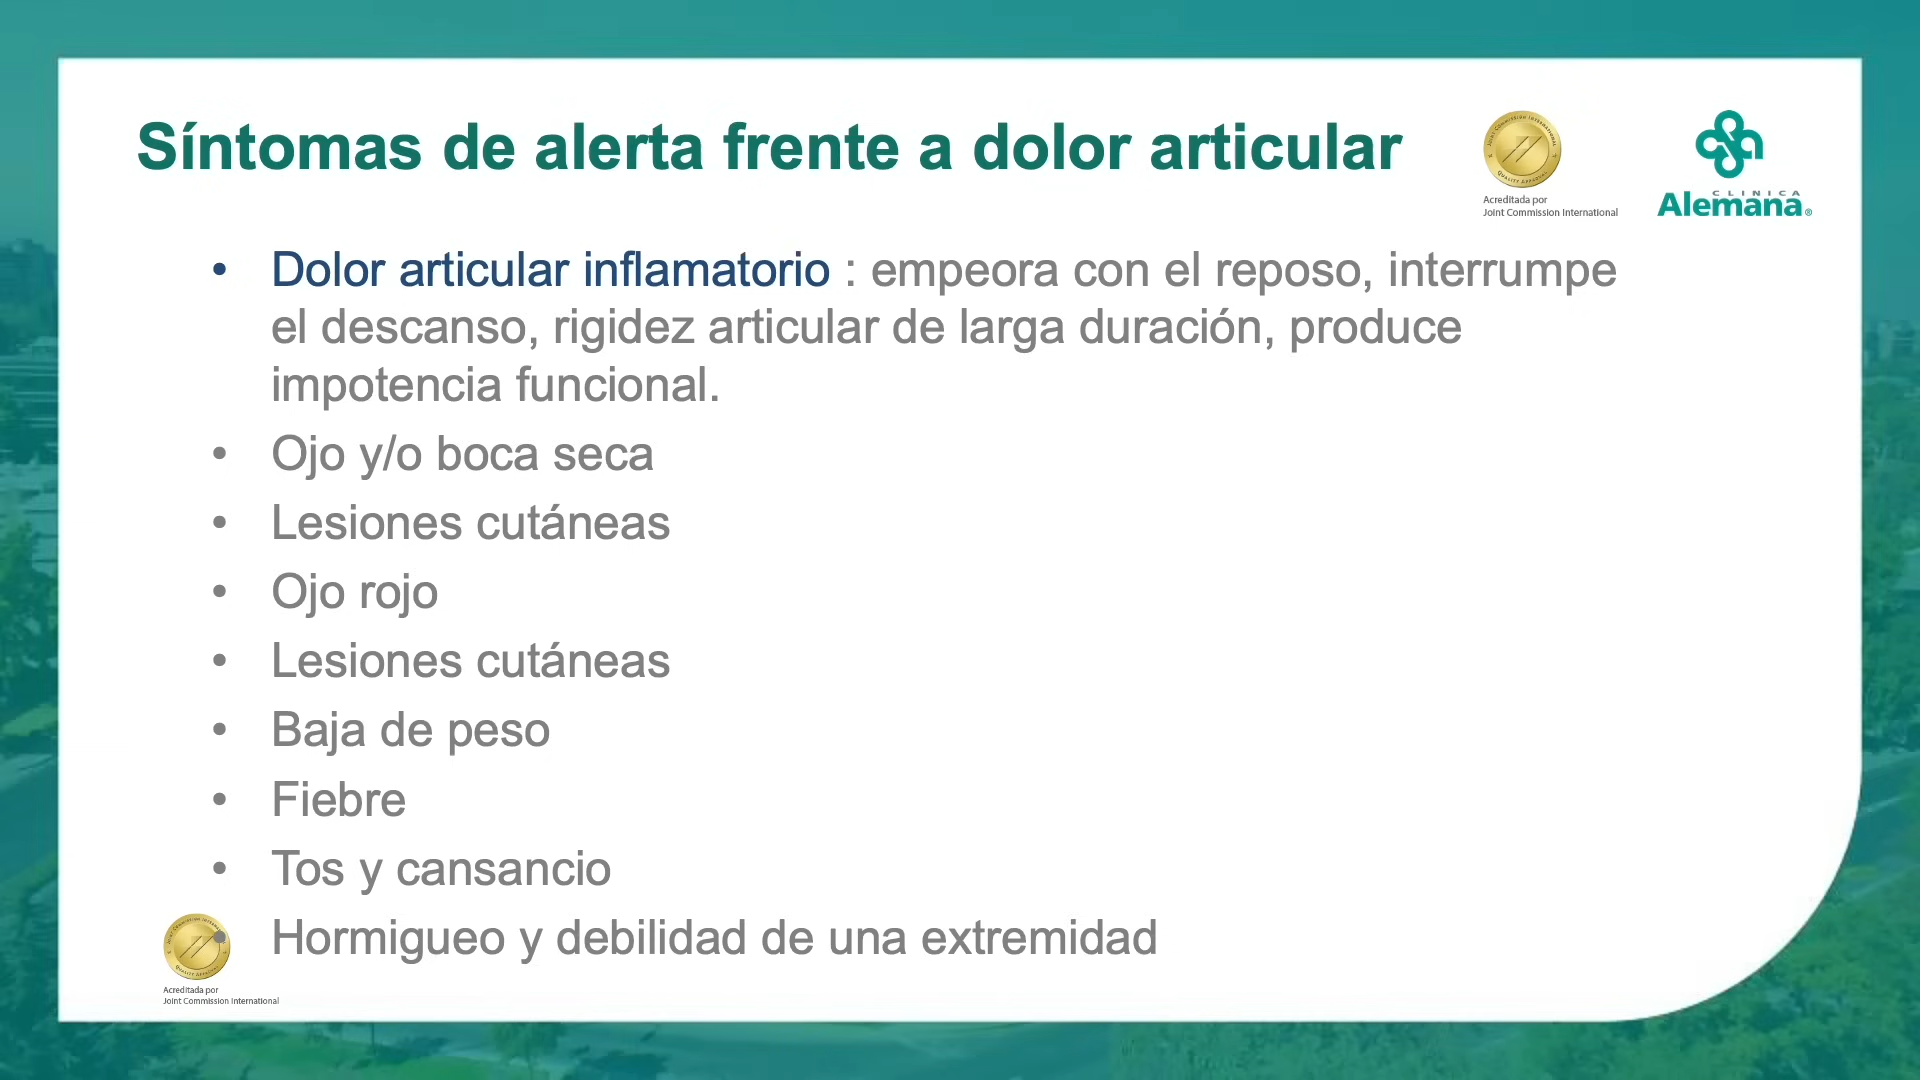 Síntomas de alerta frente a dolor articular
Acreditada por
Joint Commission International
CLINICA
Alemana®
• Dolor articular inflamatorio : empeora con el reposo, interrumpe
el descanso, rigidez articular de larga duración, produce
impotencia funcional.
• Ojo y/o boca seca
• Lesiones cutáneas
• Ojo rojo
• Lesiones cutáneas
• Baja de peso
• Fiebre
• Tos y cansancio
• Hormigueo y debilidad de una extremidad
Acreditada por
Joint Commission International